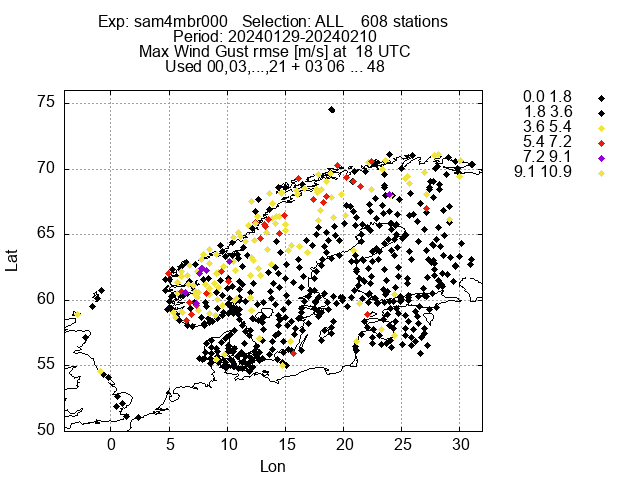 Exp: sam4mbr000 Selection: ALL 608 stations
Period: 20240129-20240210
Max Wind Gust rmse [m/s] at 18 UTC
Used 00,03,...,21 + 03 06 ... 48
0.0 1.8
1.8 3.6
3.6 5.4
5.4 7.2
7.2 9.1
9.1 10.9
75
70
65
60
55
50
Lat
0 5 10 15 20 25 30
Lon